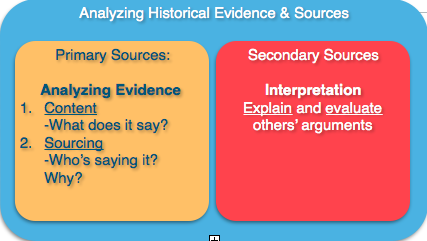 Analyzing Historical Evidence & Sources
Primary Sources:
Analyzing Evidence
1. Content
-What does it say?
2. Sourcing
-Who's saying it?
Why?
Secondary Sources
Interpretation
Explain and evaluate
others' arguments